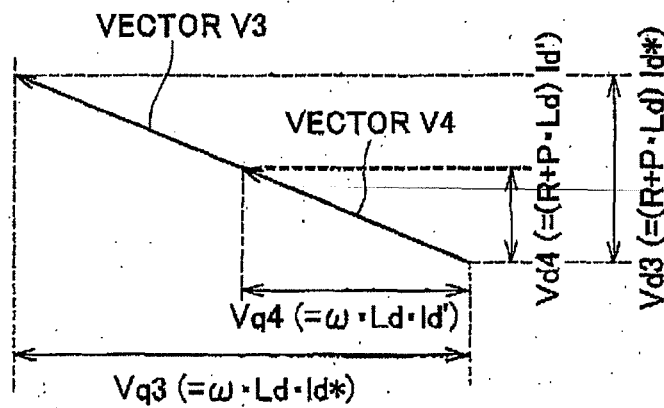 VECTOR V3
VECTOR V4
Vq4 (=ω・Ld・Id')
Vq3 (=ω・Ld・Id*)
Vd4 (=(R+P・Ld) Id')
Vd3 (=(R+P・Ld) Id*)